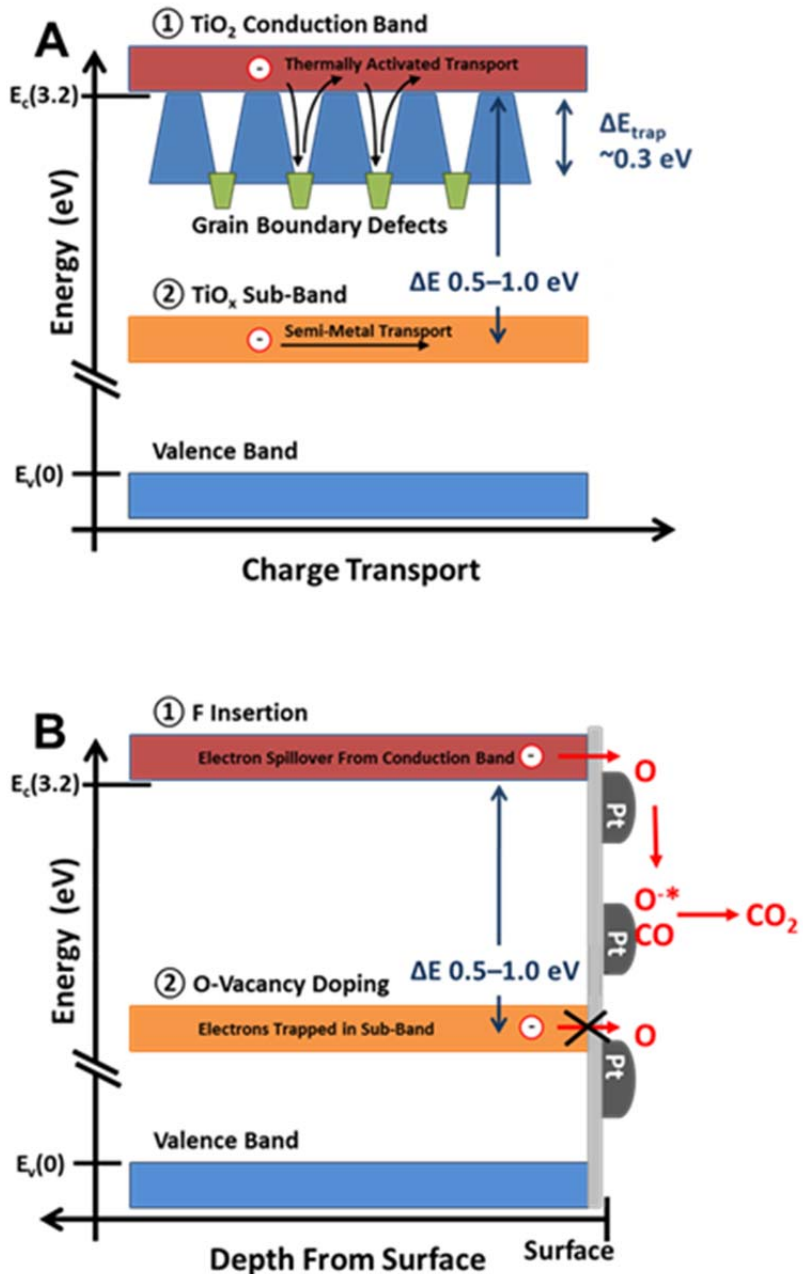 A
① TiO₂ Conduction Band
- Thermally Activated Transport
Ec(3.2)
ΔEtrap
~0.3 eV
Grain Boundary Defects
ΔE 0.5–1.0 eV
② TiOₓ Sub-Band
- Semi-Metal Transport
Valence Band
Ev(0)
Energy (eV)
Charge Transport
B
① F Insertion
Electron Spillover From Conduction Band -
O
Ec(3.2)
Pt
O⁻*
Pt
CO
CO₂
ΔE 0.5–1.0 eV
② O-Vacancy Doping
Electrons Trapped in Sub-Band -
O
Pt
Valence Band
Ev(0)
Energy (eV)
Depth From Surface
Surface